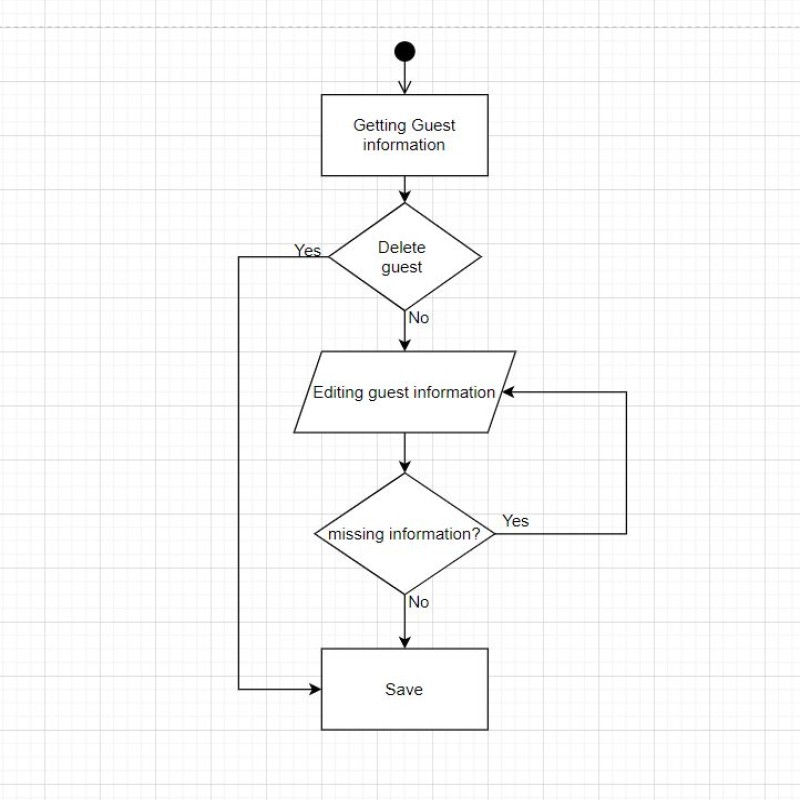 Getting Guest
information
Yes
Delete
guest
No
Editing guest information
missing information?
Yes
No
Save